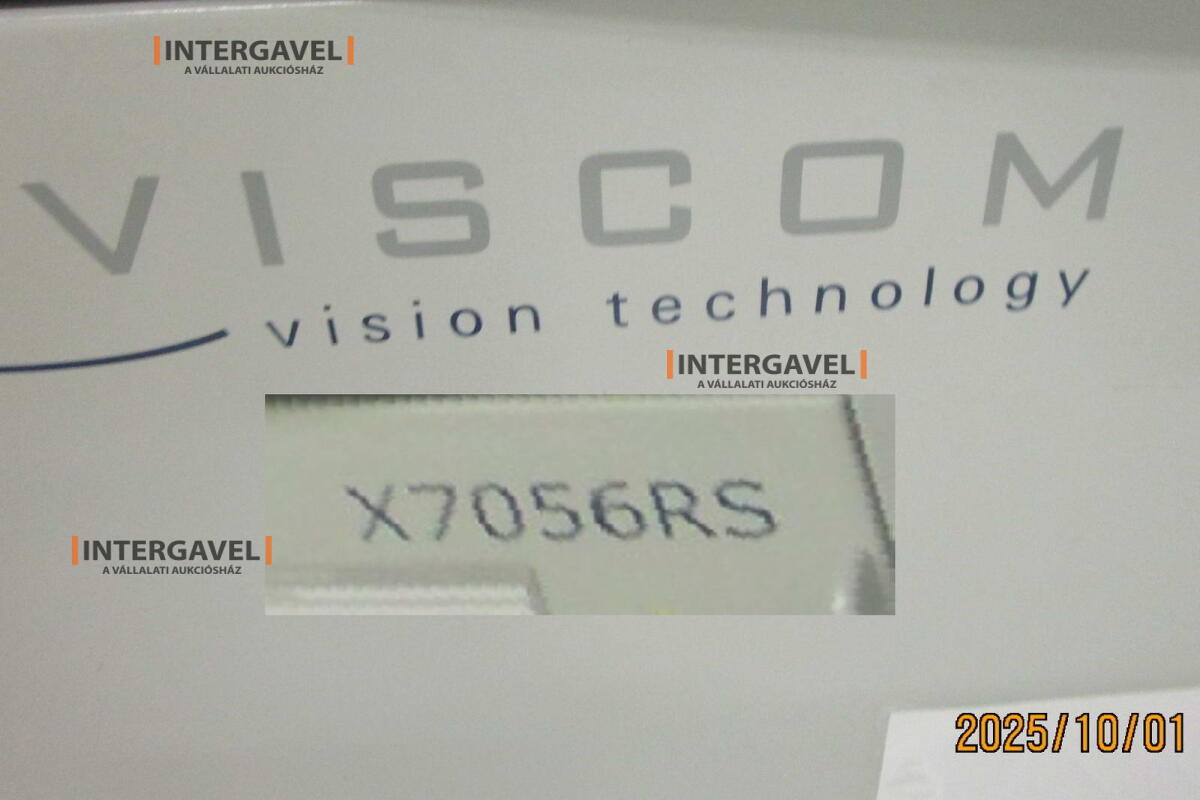 INTERGAVEL
A VÁLLALATI AUKCIÓSHÁZ
VISCOM
vision technology
INTERGAVEL
A VÁLLALATI AUKCIÓSHÁZ
X7056RS
INTERGAVEL
A VÁLLALATI AUKCIÓSHÁZ
2025/10/01